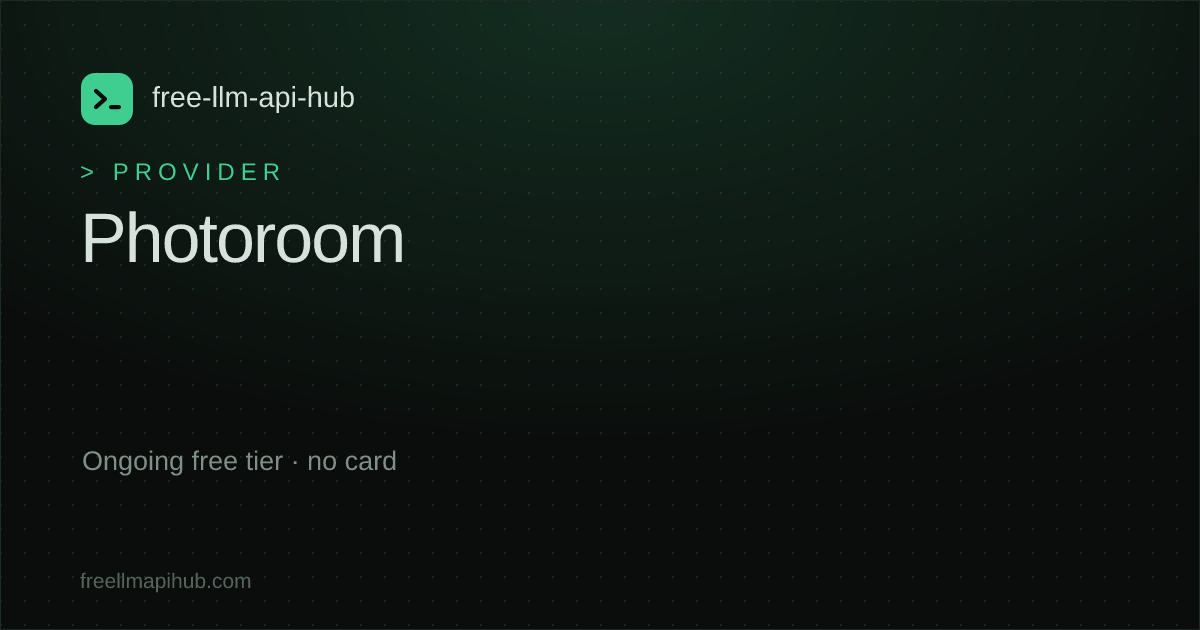 free-llm-api-hub
> PROVIDER
Photoroom
Ongoing free tier · no card
freellmapihub.com